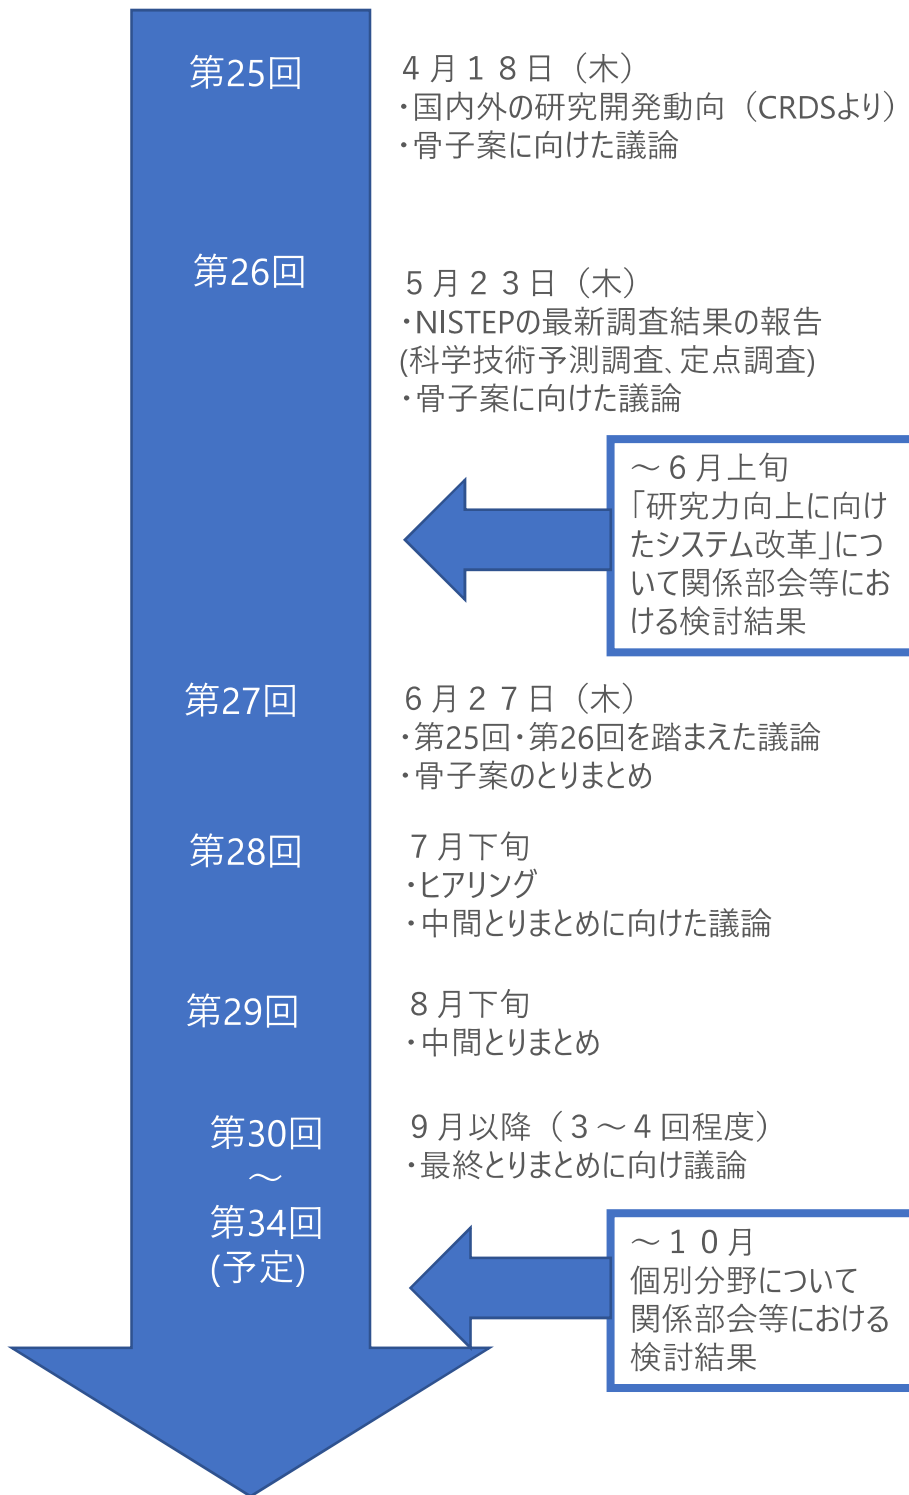 第25回
4月18日（木）
・国内外の研究開発動向（CRDSより）
・骨子案に向けた議論
第26回
5月23日（木）
・NISTEPの最新調査結果の報告
(科学技術予測調査、定点調査)
・骨子案に向けた議論
～6月上旬
「研究力向上に向け
たシステム改革」につ
いて関係部会等にお
ける検討結果
第27回
6月27日（木）
・第25回・第26回を踏まえた議論
・骨子案のとりまとめ
第28回
7月下旬
・ヒアリング
・中間とりまとめに向けた議論
第29回
8月下旬
・中間とりまとめ
第30回
～
第34回
(予定)
9月以降（3～4回程度）
・最終とりまとめに向け議論
～10月
個別分野について
関係部会等における
検討結果